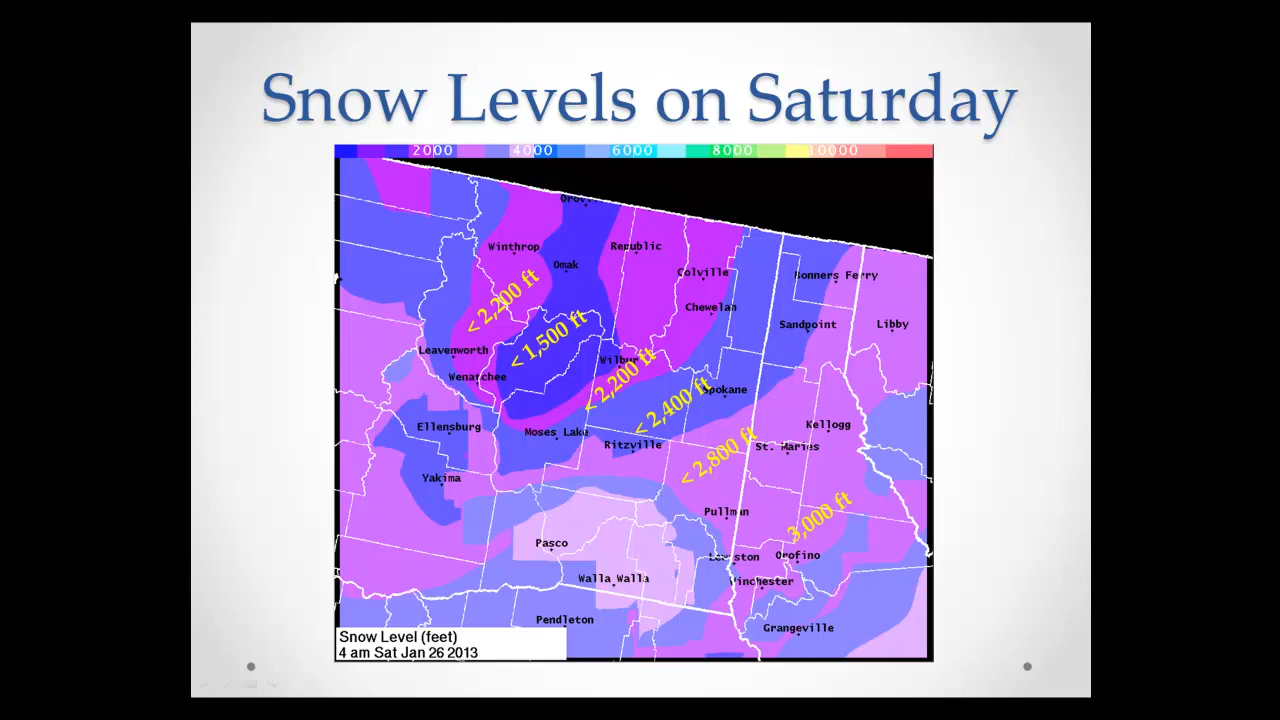 Snow Levels on Saturday
2000 4000 6000 8000 10000
Winthrop
Republic
Omak
Colville
Bonners Ferry
< 2,200 ft
Chewelah
Sandpoint
Libby
< 1,500 ft
Leavenworth
Wilbur
Wenatchee
< 2,200 ft
Spokane
< 2,400 ft
Ellensburg
Moses Lake
Ritzville
Kellogg
St. Maries
< 2,800 ft
Yakima
Pullman
3,000 ft
Pasco
Lewiston
Orofino
Walla Walla
Winchester
Pendleton
Grangeville
Snow Level (feet)
4 am Sat Jan 26 2013